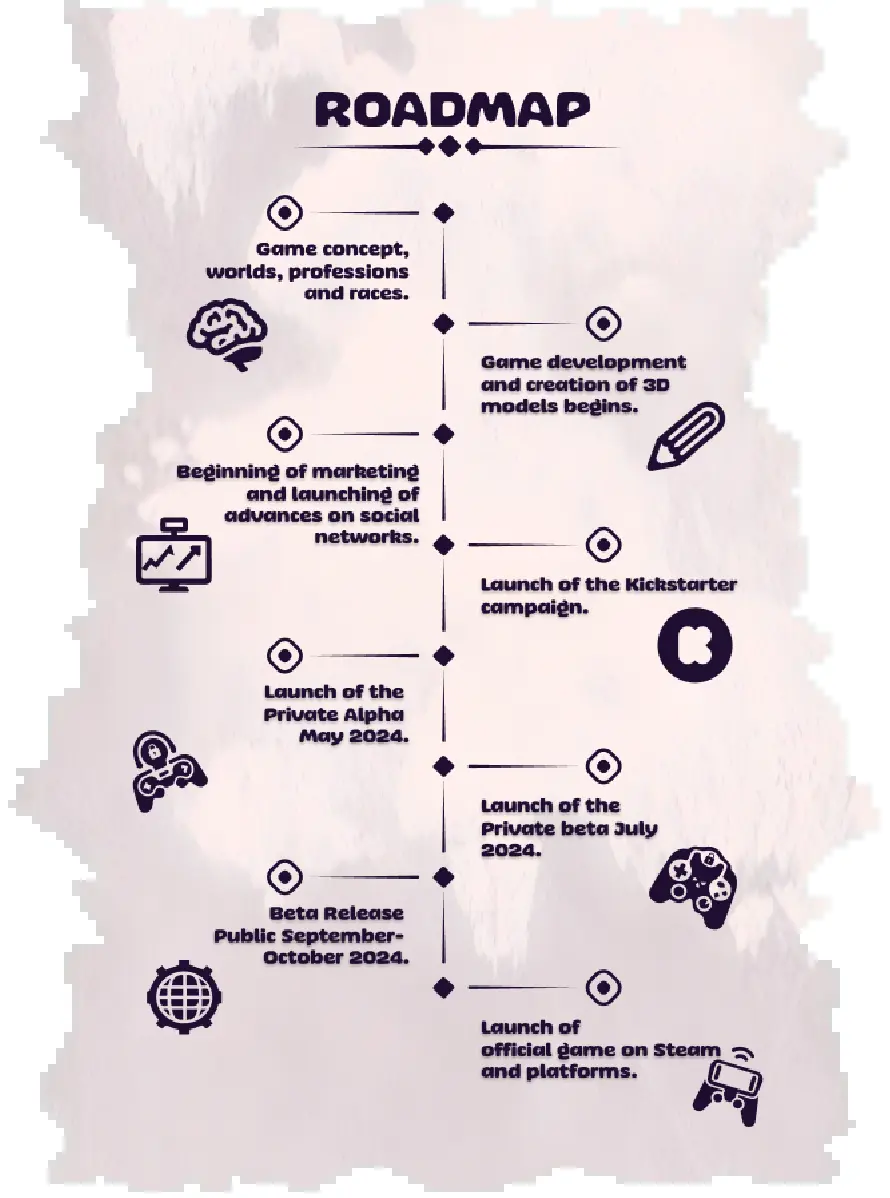 ROADMAP
Game concept,
worlds, professions
and races.
Game development
and creation of 3D
models begins.
Beginning of marketing
and launching of
advances on social
networks.
Launch of the Kickstarter
campaign.
Launch of the
Private Alpha
May 2024.
Launch of the
Private beta July
2024.
Beta Release
Public September-
October 2024.
Launch of
official game on Steam
and platforms.